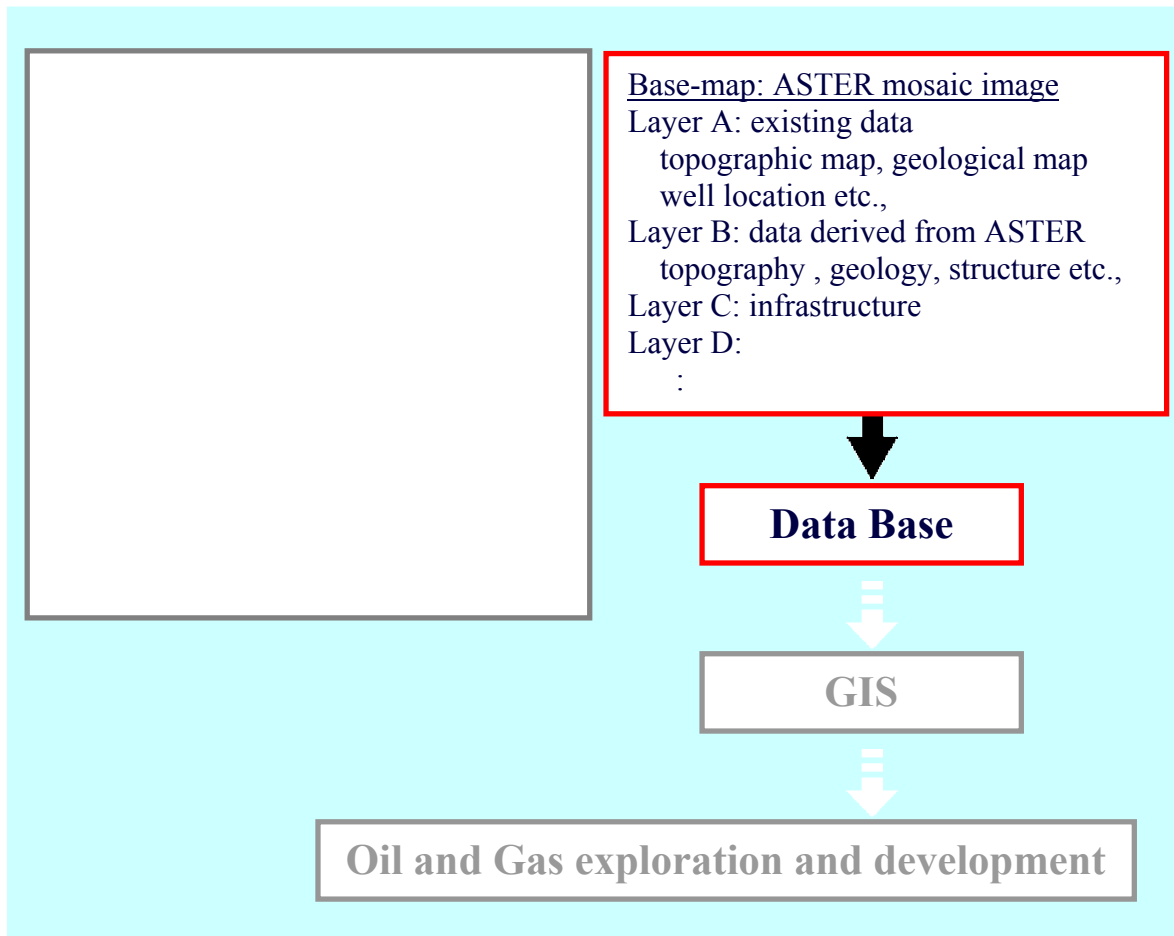 Base-map: ASTER mosaic image
Layer A: existing data
topographic map, geological map
well location etc.,
Layer B: data derived from ASTER
topography , geology, structure etc.,
Layer C: infrastructure
Layer D:
:
Data Base
GIS
Oil and Gas exploration and development